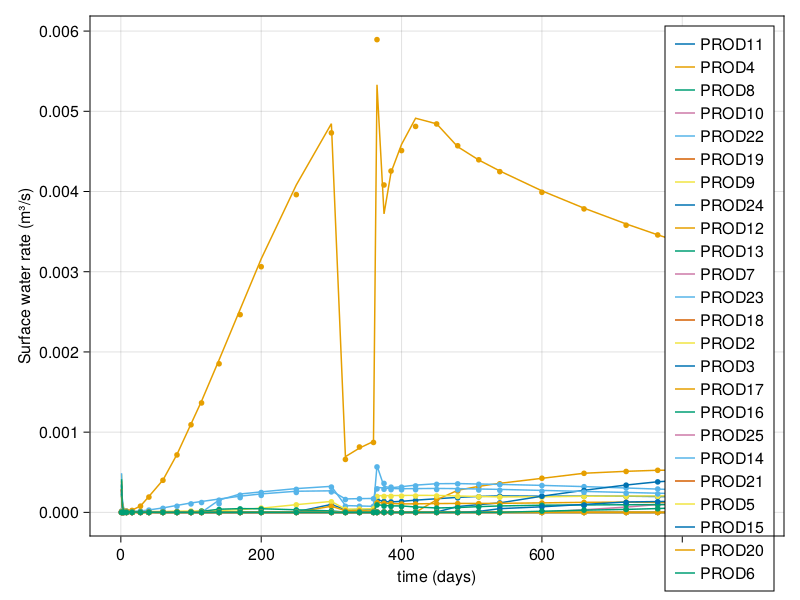 0.006
0.005
0.004
0.003
0.002
0.001
0.000
Surface water rate (m³/s)
0
200
400
600
time (days)
PROD11
PROD4
PROD8
PROD10
PROD22
PROD19
PROD9
PROD24
PROD12
PROD13
PROD7
PROD23
PROD18
PROD2
PROD3
PROD17
PROD16
PROD25
PROD14
PROD21
PROD5
PROD15
PROD20
PROD6